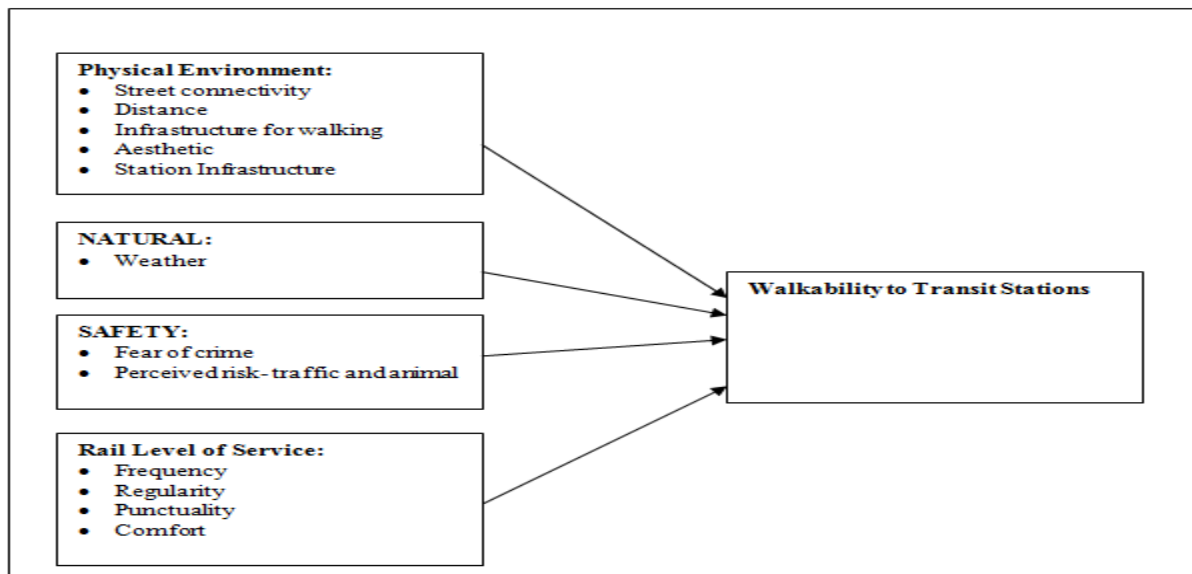 Physical Environment:
• Street connectivity
• Distance
• Infrastructure for walking
• Aesthetic
• Station Infrastructure
NATURAL:
• Weather
SAFETY:
• Fear of crime
• Perceived risk- traffic and animal
Rail Level of Service:
• Frequency
• Regularity
• Punctuality
• Comfort
Walkability to Transit Stations